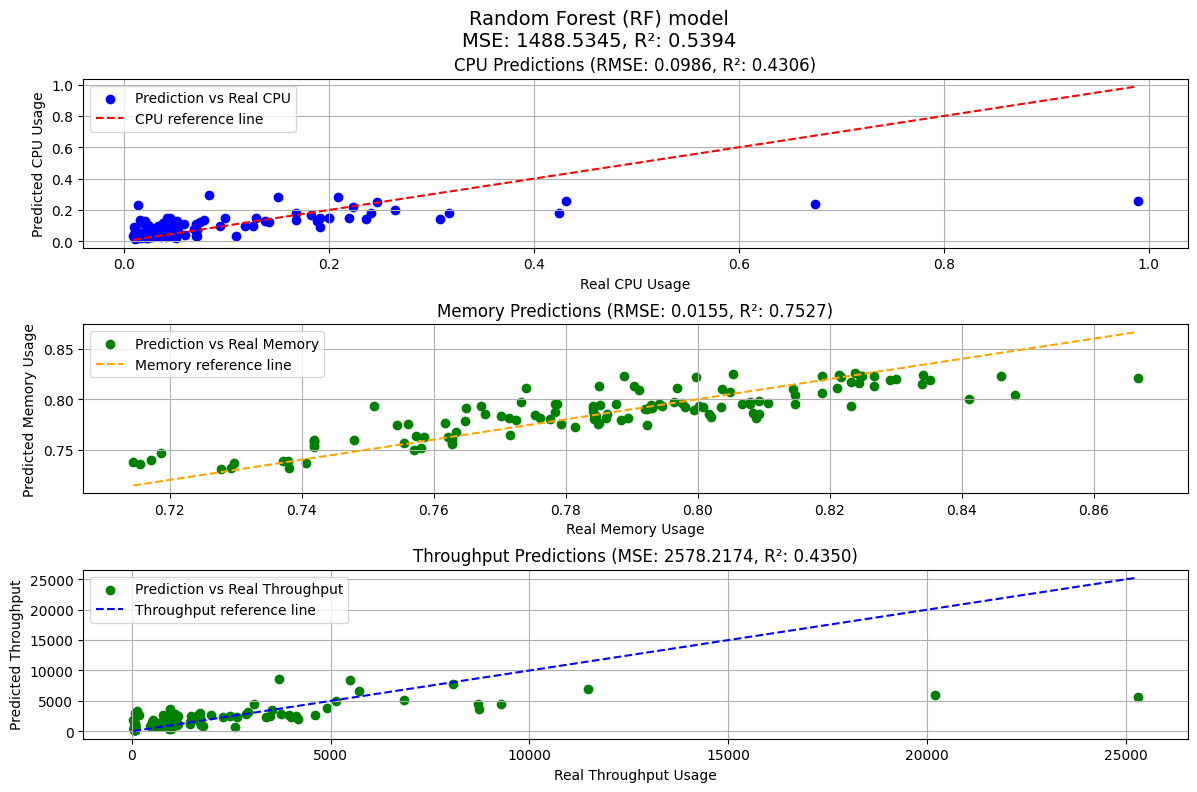 Random Forest (RF) model
MSE: 1488.5345, R²: 0.5394
CPU Predictions (RMSE: 0.0986, R²: 0.4306)
Predicted CPU Usage
1.0
0.8
0.6
0.4
0.2
0.0
Prediction vs Real CPU
CPU reference line
0.0 0.2 0.4 0.6 0.8 1.0
Real CPU Usage
Memory Predictions (RMSE: 0.0155, R²: 0.7527)
Predicted Memory Usage
0.85
0.80
0.75
Prediction vs Real Memory
Memory reference line
0.72 0.74 0.76 0.78 0.80 0.82 0.84 0.86
Real Memory Usage
Throughput Predictions (MSE: 2578.2174, R²: 0.4350)
Predicted Throughput
25000
20000
15000
10000
5000
0
Prediction vs Real Throughput
Throughput reference line
0 5000 10000 15000 20000 25000
Real Throughput Usage